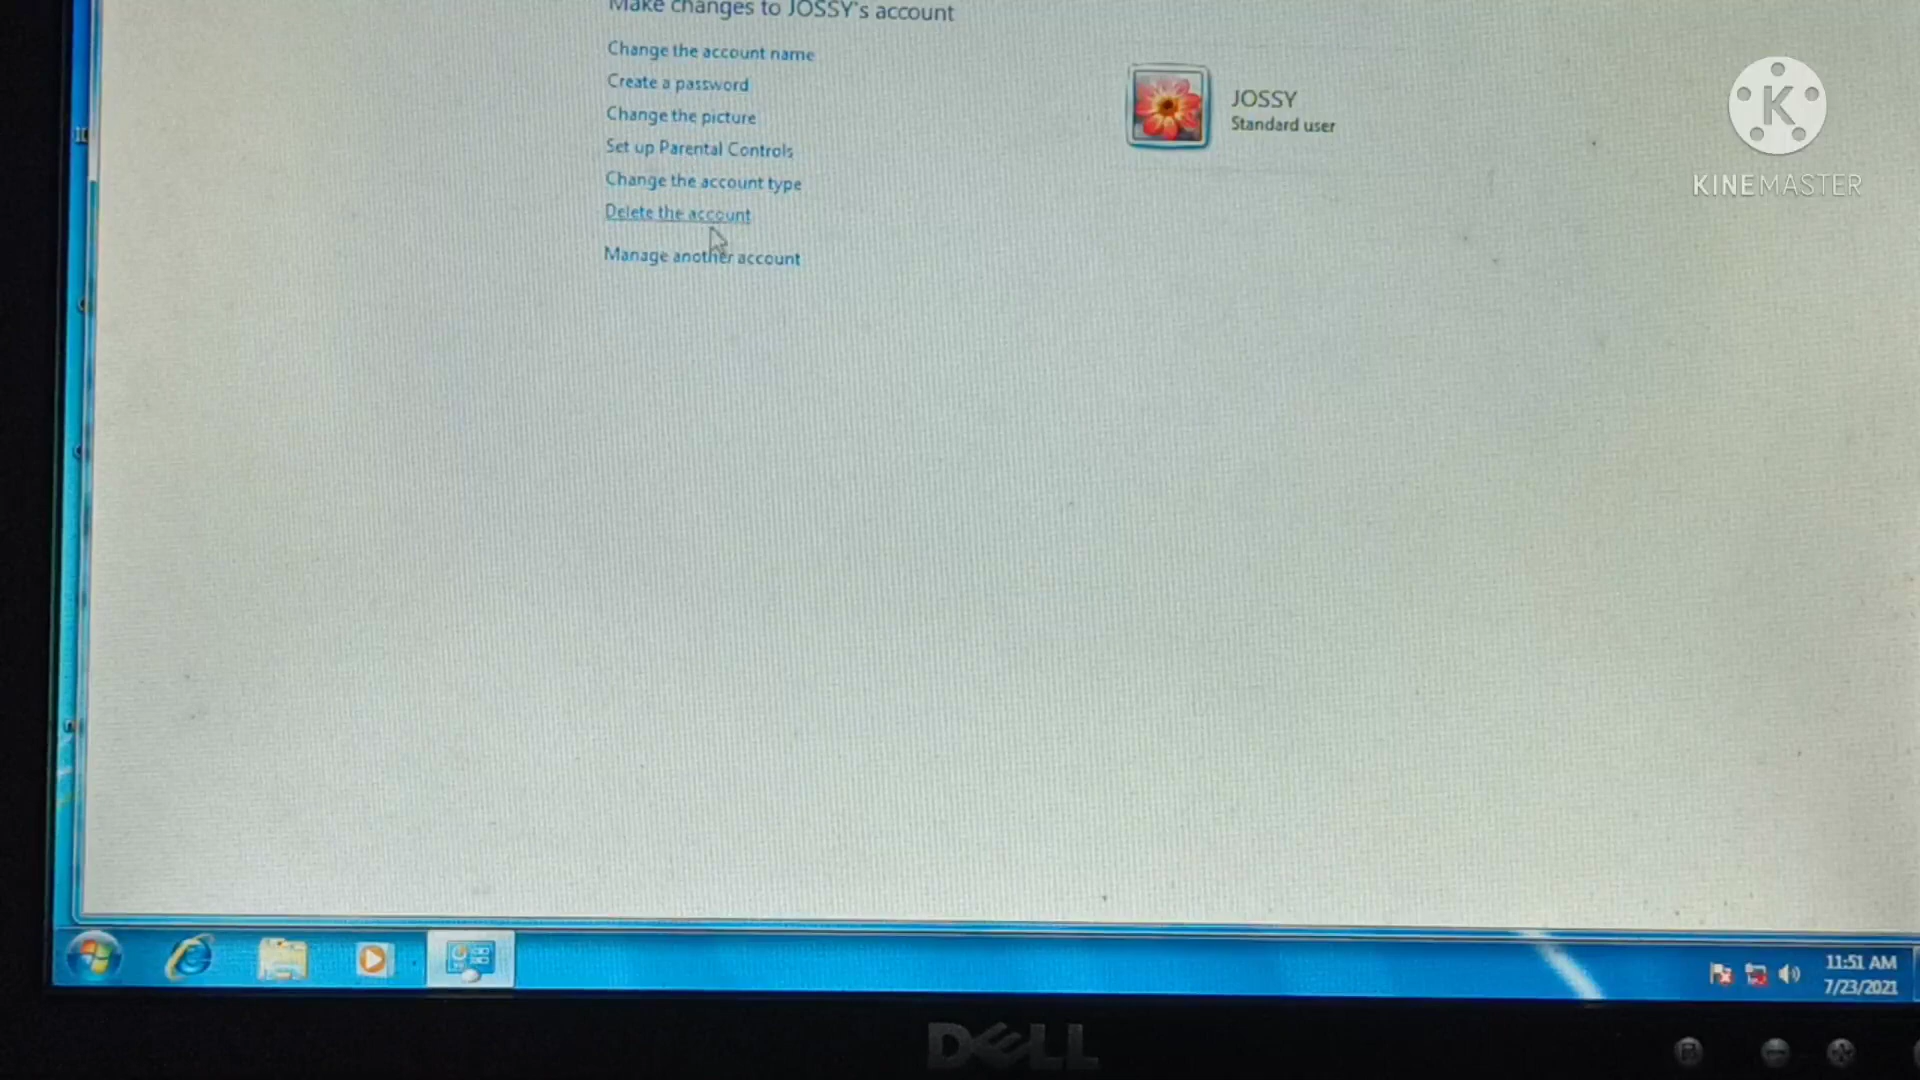 Make changes to JOSSY's account
Change the account name
Create a password
Change the picture
Set up Parental Controls
Change the account type
Delete the account
Manage another account
JOSSY
Standard user
K
KINEMASTER
11:51 AM
7/23/2021
DELL